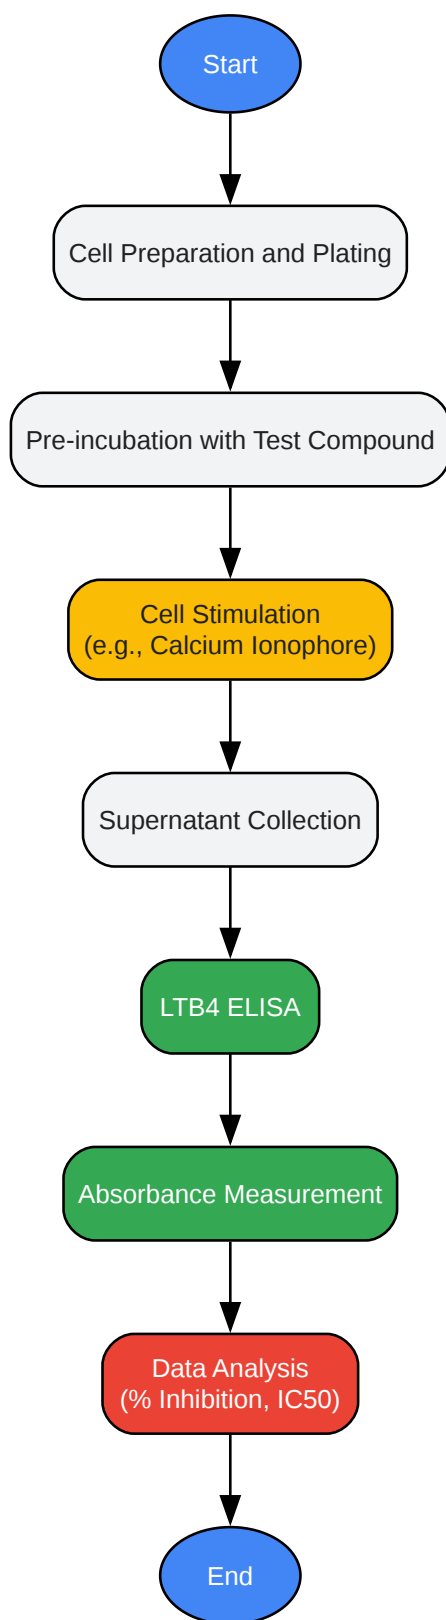 Start
Cell Preparation and Plating
Pre-incubation with Test Compound
Cell Stimulation
(e.g., Calcium Ionophore)
Supernatant Collection
LTB4 ELISA
Absorbance Measurement
Data Analysis
(% Inhibition, IC50)
End